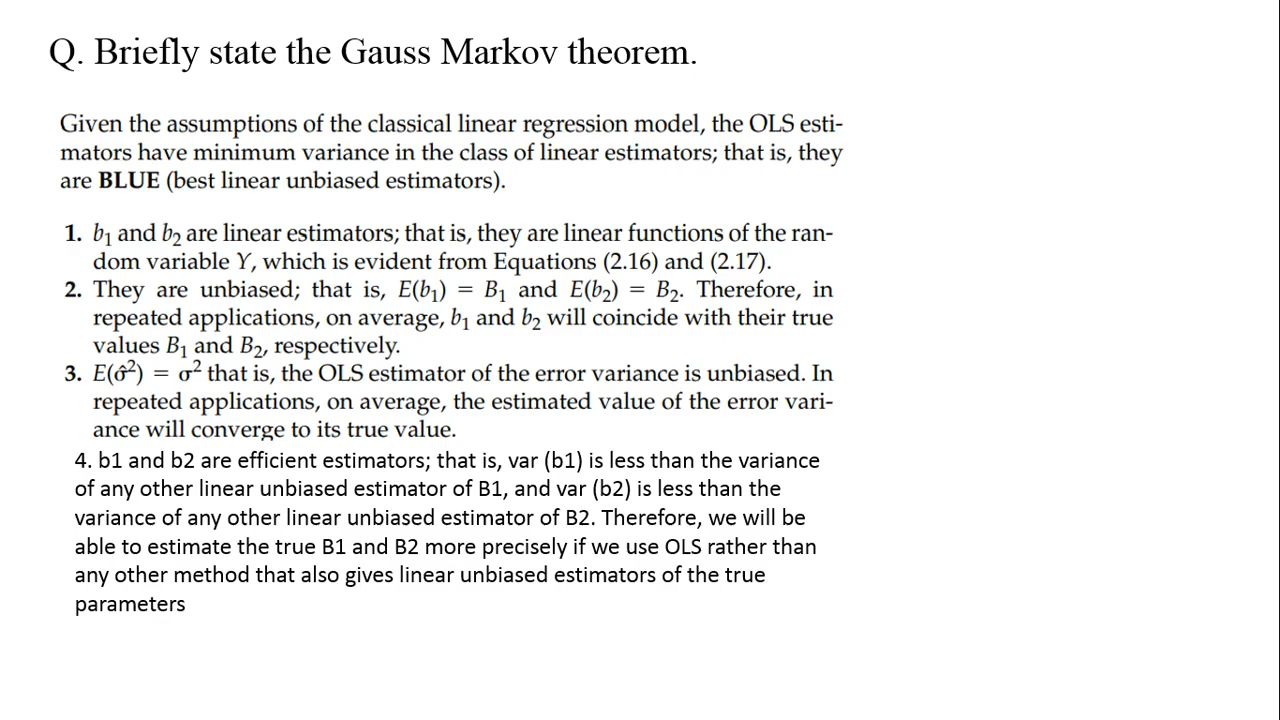 Q. Briefly state the Gauss Markov theorem.
Given the assumptions of the classical linear regression model, the OLS esti-
mators have minimum variance in the class of linear estimators; that is, they
are BLUE (best linear unbiased estimators).
1. b₁ and b₂ are linear estimators; that is, they are linear functions of the ran-
dom variable Y, which is evident from Equations (2.16) and (2.17).
2. They are unbiased; that is, E(b₁) = B₁ and E(b₂) = B₂. Therefore, in
repeated applications, on average, b₁ and b₂ will coincide with their true
values B₁ and B₂, respectively.
3. E(σ̂²) = σ² that is, the OLS estimator of the error variance is unbiased. In
repeated applications, on average, the estimated value of the error vari-
ance will converge to its true value.
4. b1 and b2 are efficient estimators; that is, var (b1) is less than the variance
of any other linear unbiased estimator of B1, and var (b2) is less than the
variance of any other linear unbiased estimator of B2. Therefore, we will be
able to estimate the true B1 and B2 more precisely if we use OLS rather than
any other method that also gives linear unbiased estimators of the true
parameters